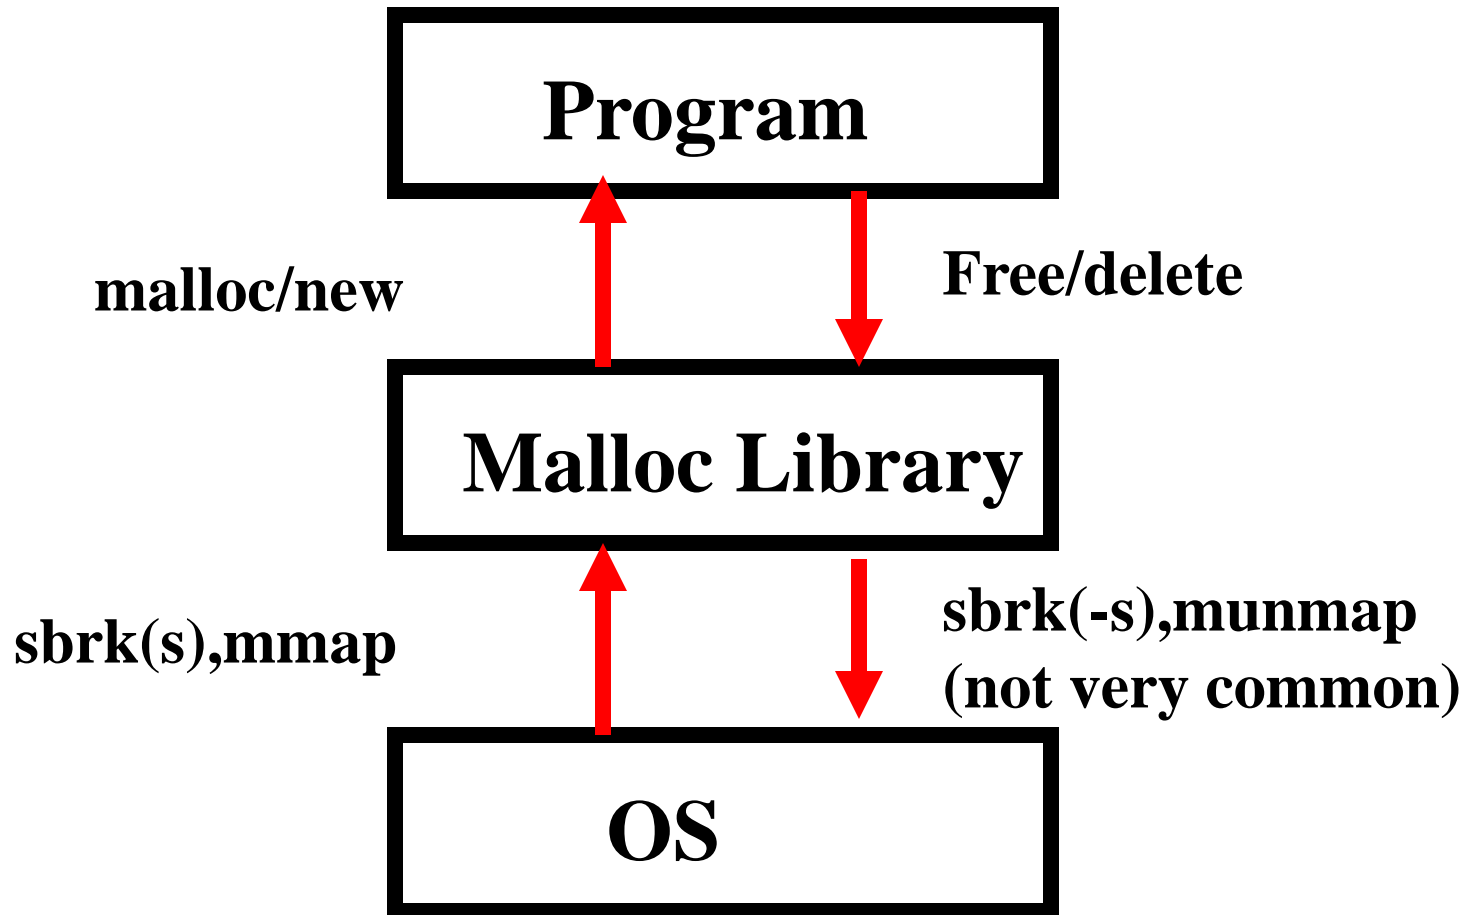 Program
malloc/new
Free/delete
Malloc Library
sbrk(s),mmap
sbrk(-s),munmap
(not very common)
OS